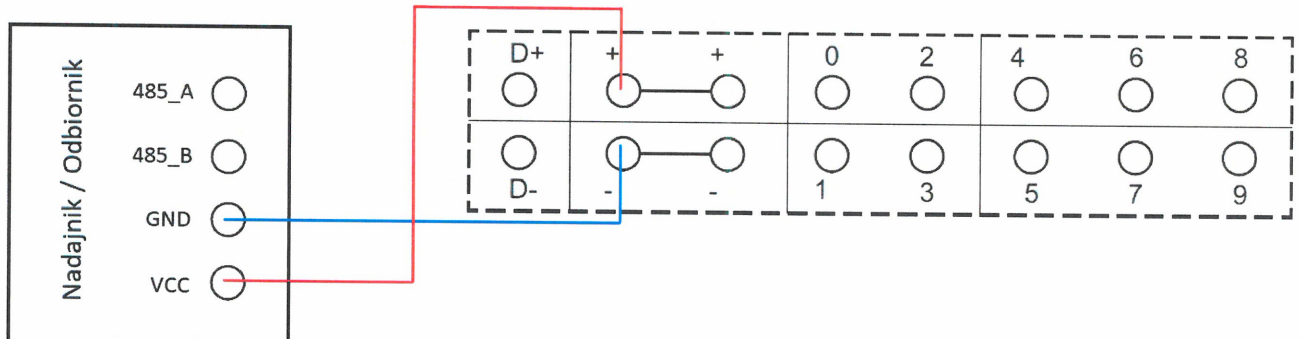 Nadajnik / Odbiornik
485_A
485_B
GND
VCC
D+ + + 0 2 4 6 8
D- - - 1 3 5 7 9